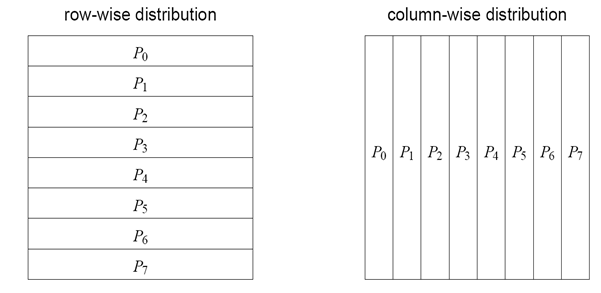 row-wise distribution
P0
P1
P2
P3
P4
P5
P6
P7
column-wise distribution
P0 P1 P2 P3 P4 P5 P6 P7